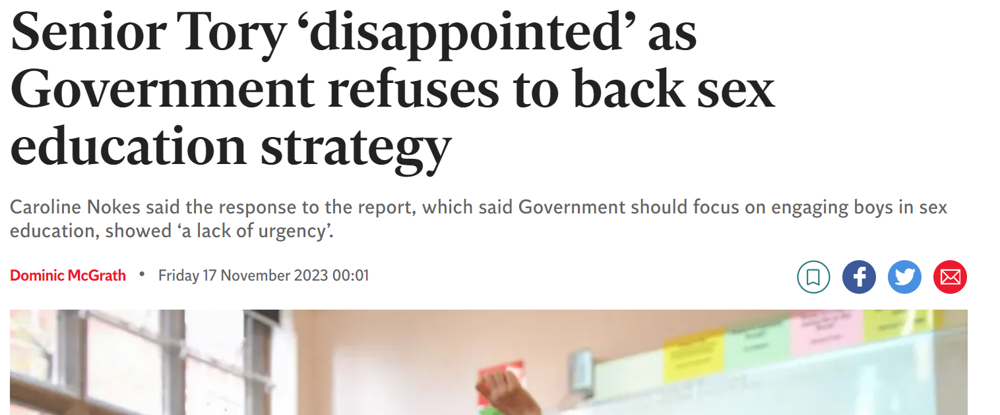 Senior Tory ‘disappointed’ as
Government refuses to back sex
education strategy
Caroline Nokes said the response to the report, which said Government should focus on engaging boys in sex
education, showed ‘a lack of urgency’.
Dominic McGrath • Friday 17 November 2023 00:01